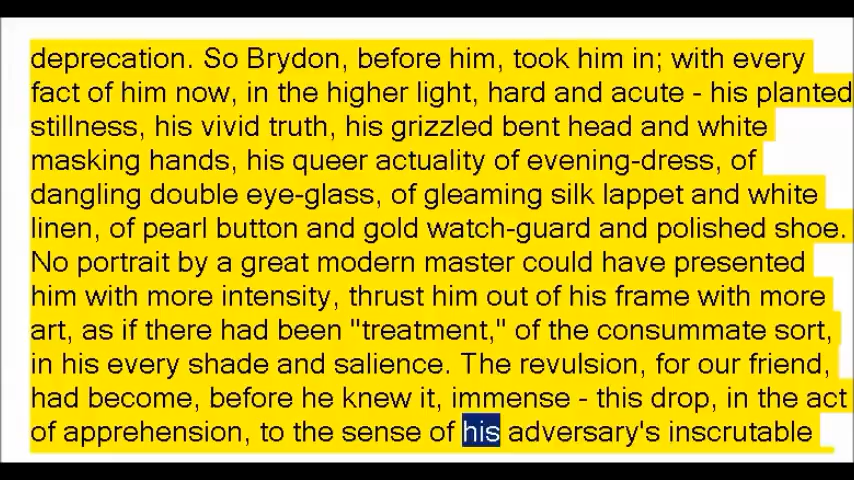 deprecation. So Brydon, before him, took him in; with every
fact of him now, in the higher light, hard and acute - his planted
stillness, his vivid truth, his grizzled bent head and white
masking hands, his queer actuality of evening-dress, of
dangling double eye-glass, of gleaming silk lappet and white
linen, of pearl button and gold watch-guard and polished shoe.
No portrait by a great modern master could have presented
him with more intensity, thrust him out of his frame with more
art, as if there had been "treatment," of the consummate sort,
in his every shade and salience. The revulsion, for our friend,
had become, before he knew it, immense - this drop, in the act
of apprehension, to the sense of his adversary's inscrutable